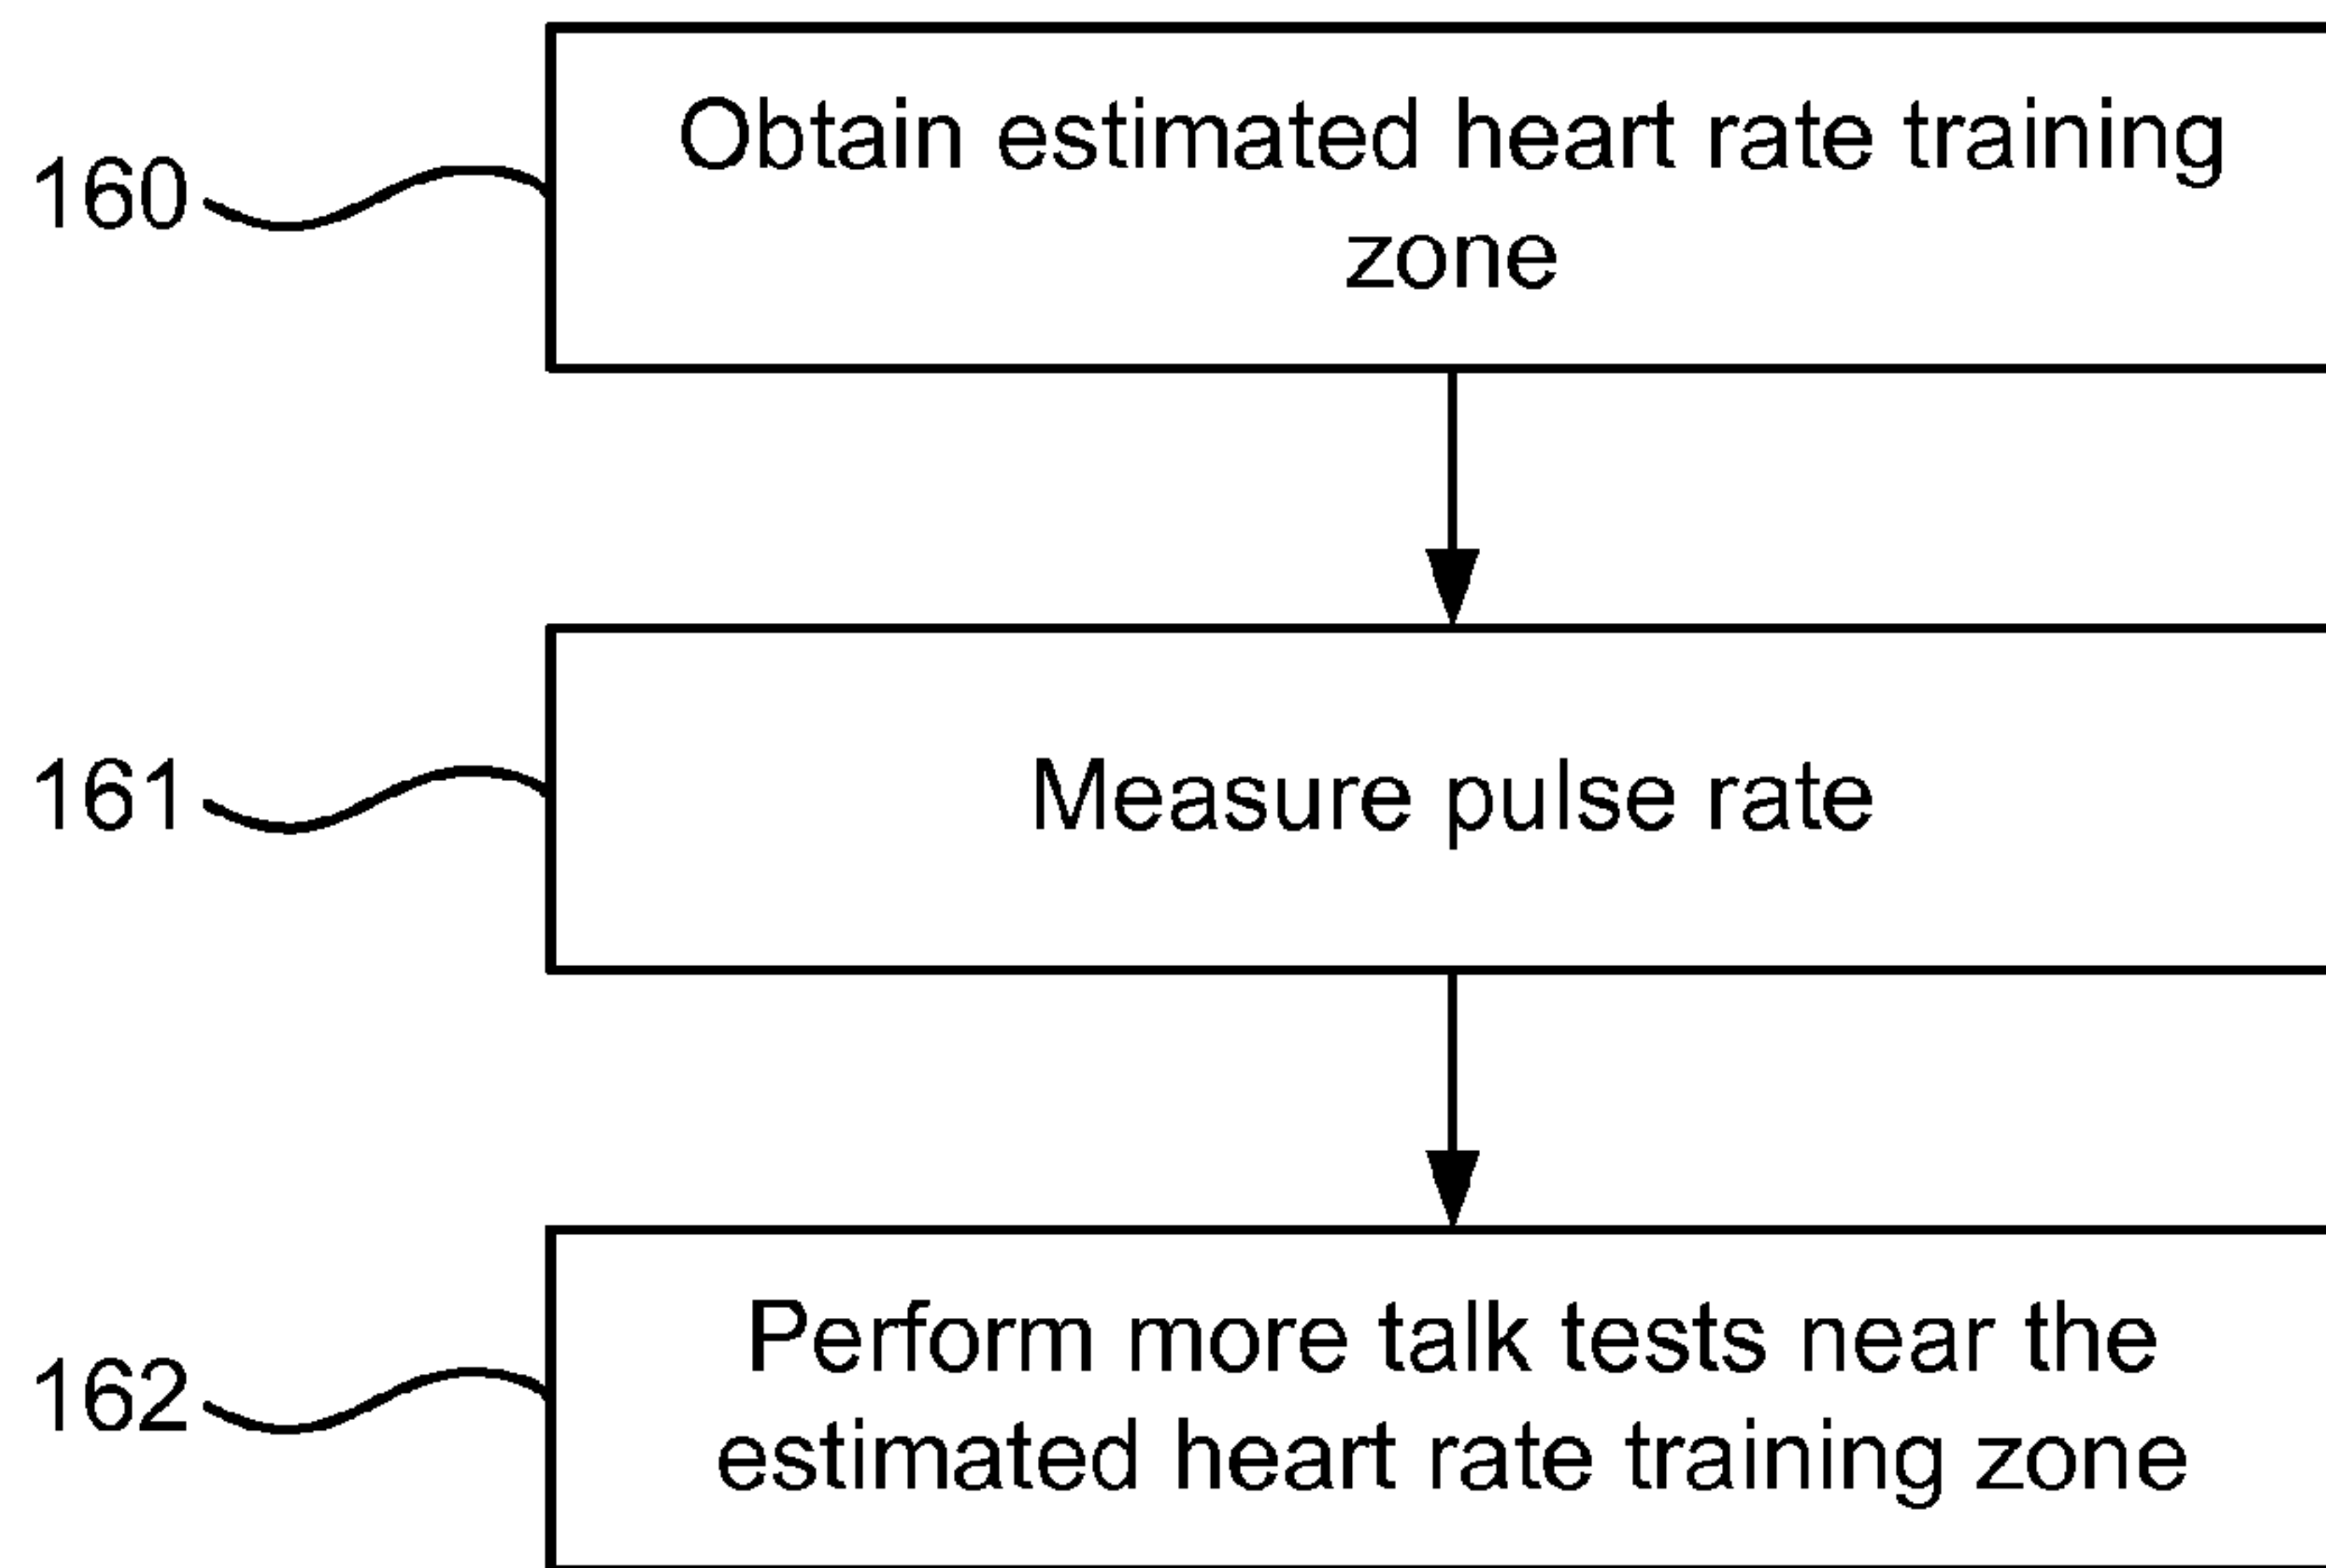 160
Obtain estimated heart rate training
zone
161
Measure pulse rate
162
Perform more talk tests near the
estimated heart rate training zone